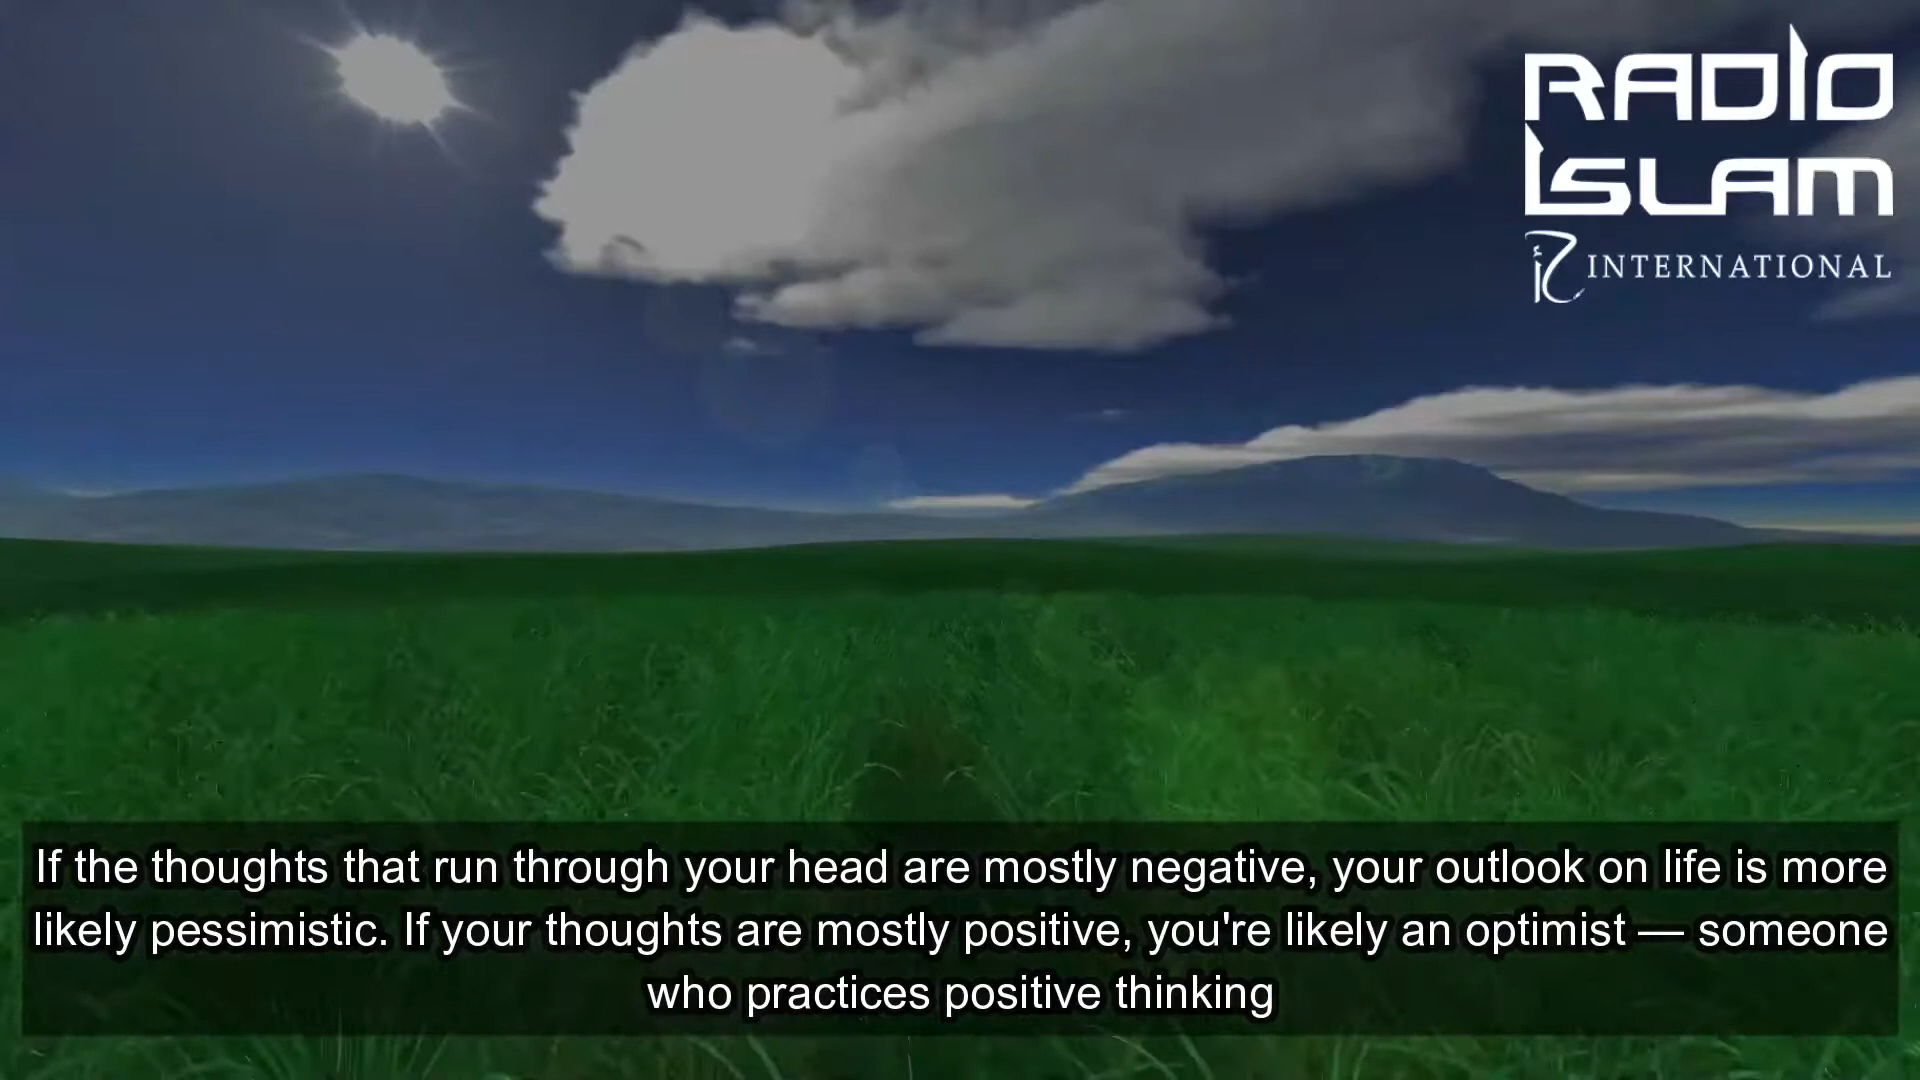 RADIO
ISLAM
INTERNATIONAL
If the thoughts that run through your head are mostly negative, your outlook on life is more
likely pessimistic. If your thoughts are mostly positive, you're likely an optimist — someone
who practices positive thinking